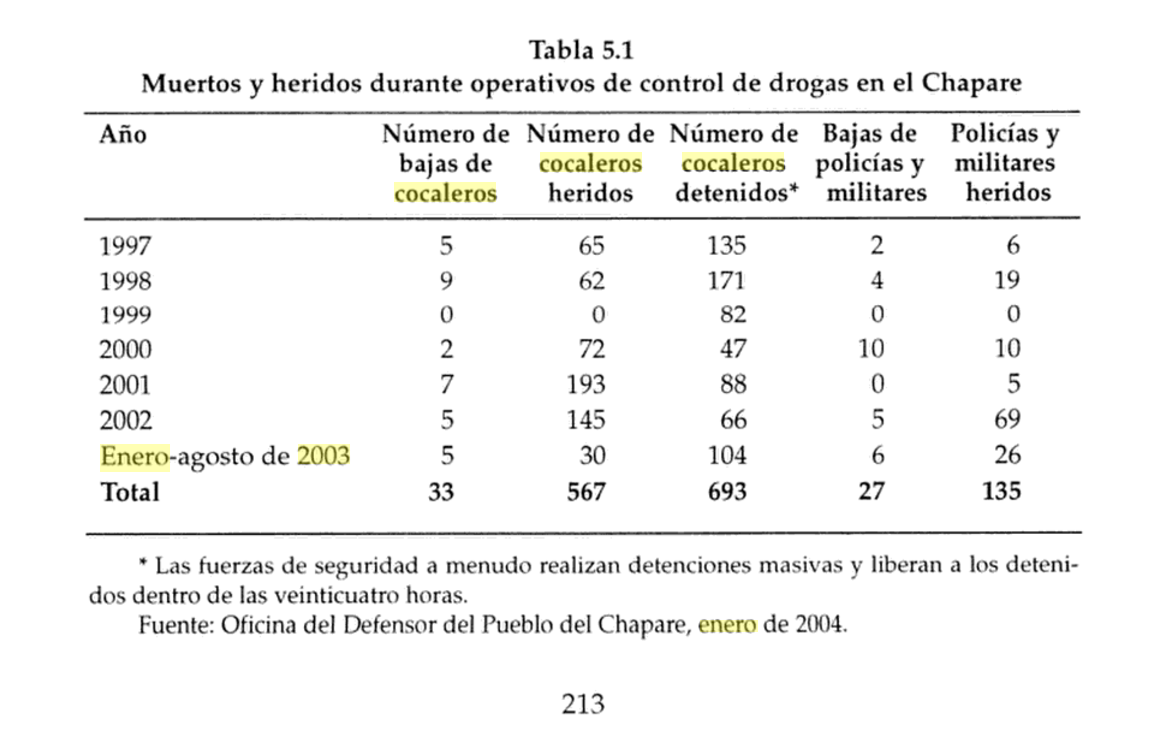 Tabla 5.1
Muertos y heridos durante operativos de control de drogas en el Chapare
Año Número de Número de Número de Bajas de Policías y
bajas de cocaleros cocaleros policías y militares
cocaleros heridos detenidos* militares heridos
1997 5 65 135 2 6
1998 9 62 171 4 19
1999 0 0 82 0 0
2000 2 72 47 10 10
2001 7 193 88 0 5
2002 5 145 66 5 69
Enero-agosto de 2003 5 30 104 6 26
Total 33 567 693 27 135
* Las fuerzas de seguridad a menudo realizan detenciones masivas y liberan a los deteni-
dos dentro de las veinticuatro horas.
Fuente: Oficina del Defensor del Pueblo del Chapare, enero de 2004.
213